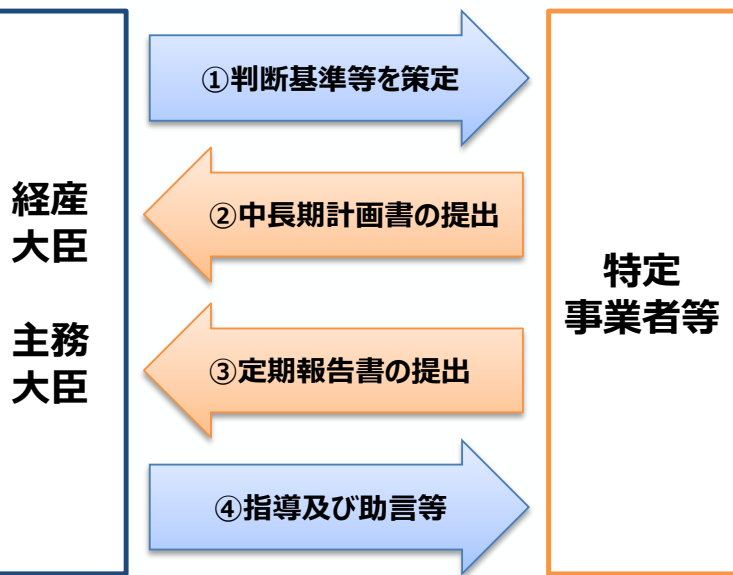 経産
大臣
主務
大臣
①判断基準等を策定
②中長期計画書の提出
③定期報告書の提出
④指導及び助言等
特定
事業者等